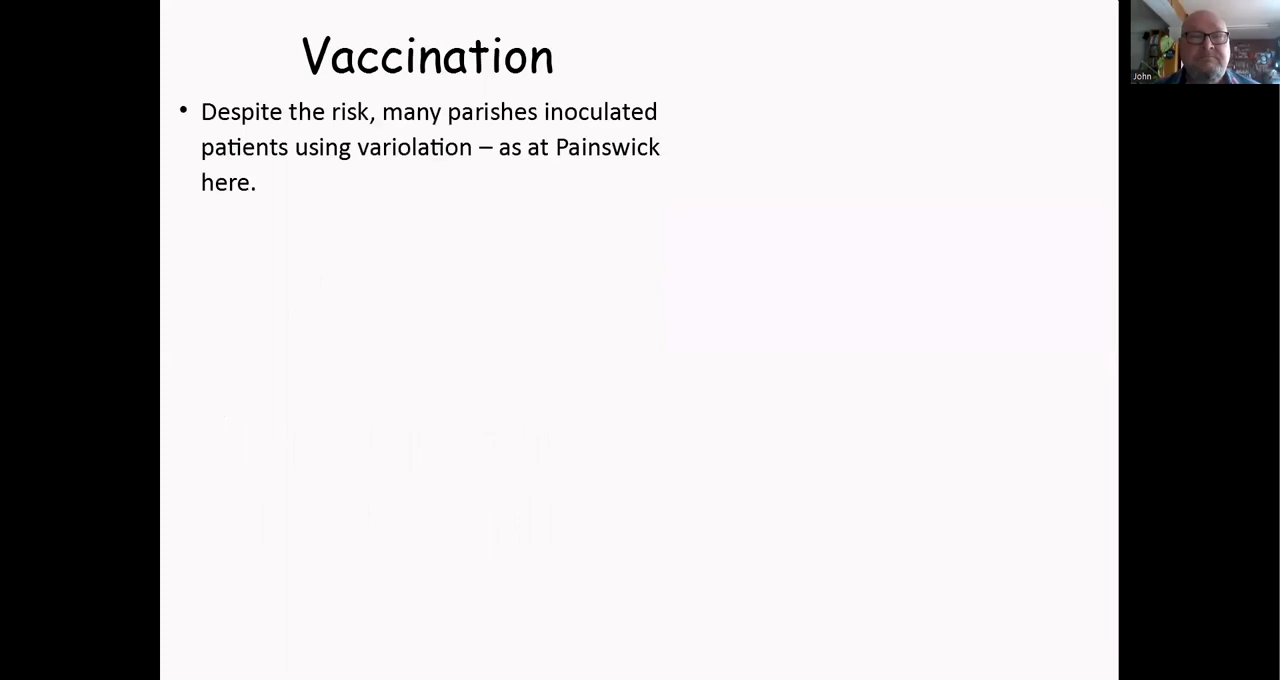 Vaccination
• Despite the risk, many parishes inoculated
patients using variolation – as at Painswick
here.
John